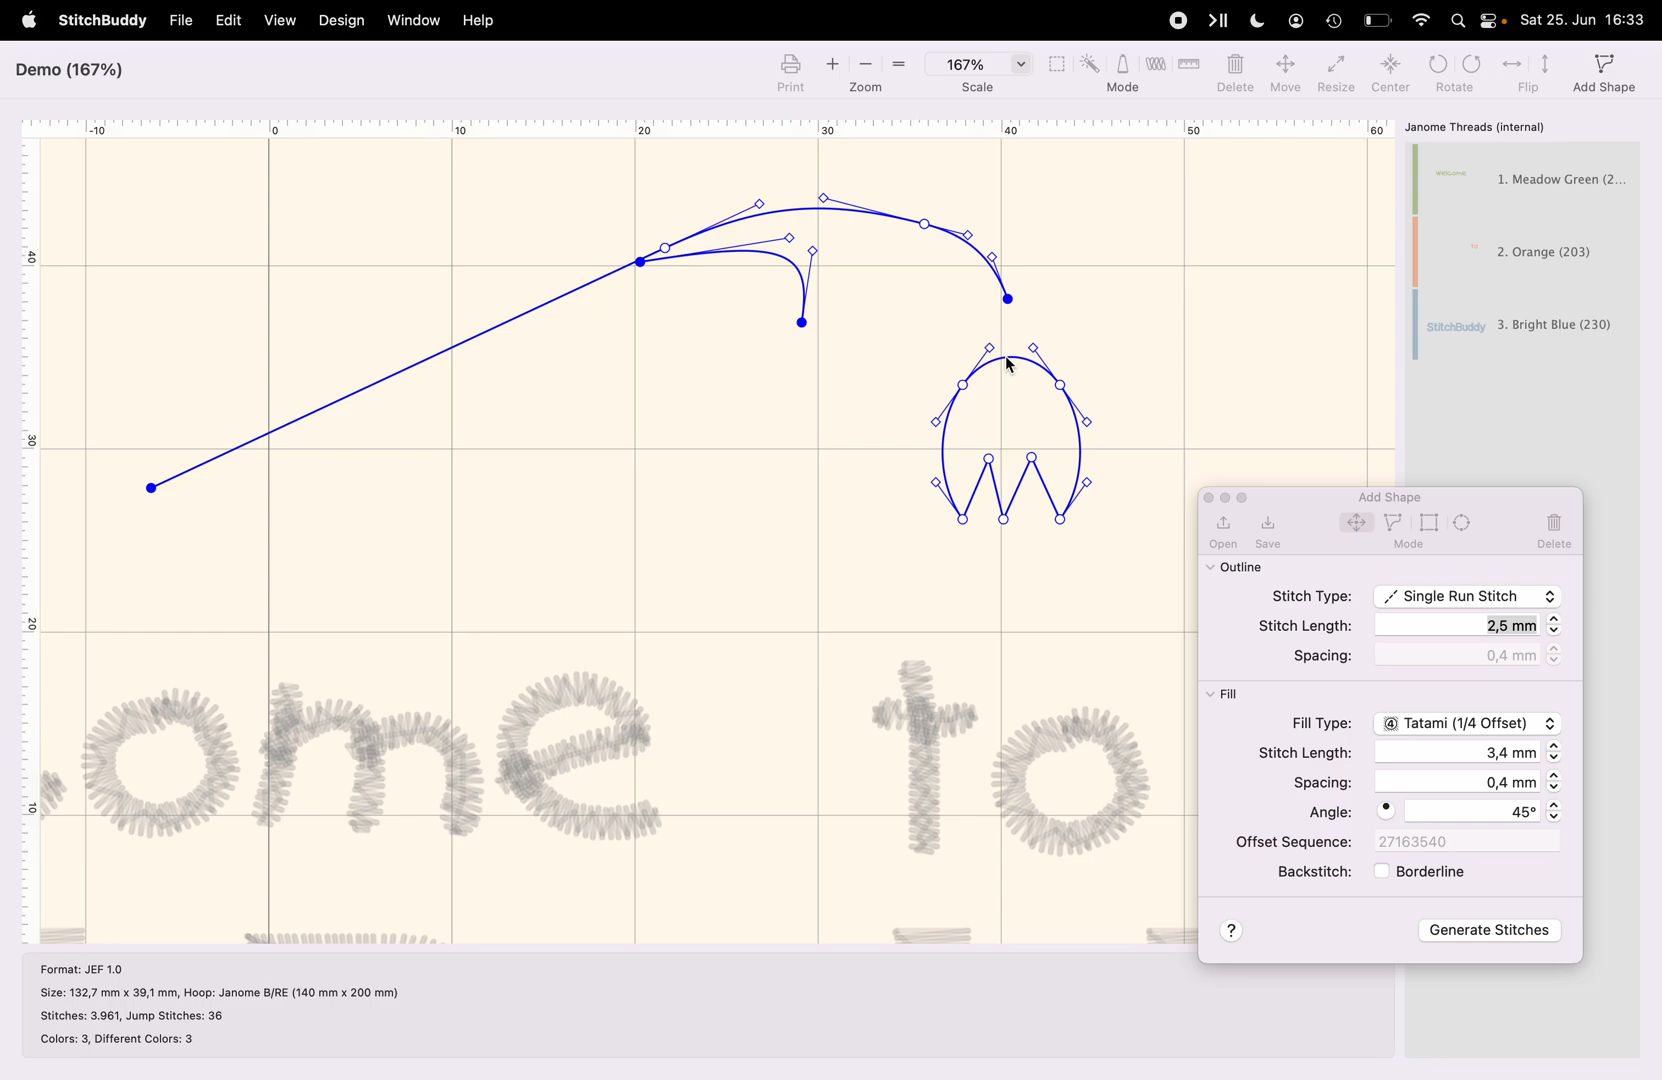 StitchBuddy File Edit View Design Window Help Sat 25. Jun 16:33
Demo (167%)
167%
Print Zoom Scale Mode Delete Move Resize Center Rotate Flip Add Shape
-10 0 10 20 30 40 50 60
40
30
20
10
ome to
Janome Threads (internal)
WELCOME 1. Meadow Green (2...
TO 2. Orange (203)
StitchBuddy 3. Bright Blue (230)
Add Shape
Open Save Mode Delete
Outline
Stitch Type: Single Run Stitch
Stitch Length: 2,5 mm
Spacing: 0,4 mm
Fill
Fill Type: 4 Tatami (1/4 Offset)
Stitch Length: 3,4 mm
Spacing: 0,4 mm
Angle: 45°
Offset Sequence: 27163540
Backstitch: Borderline
? Generate Stitches
Format: JEF 1.0
Size: 132,7 mm x 39,1 mm, Hoop: Janome B/RE (140 mm x 200 mm)
Stitches: 3.961, Jump Stitches: 36
Colors: 3, Different Colors: 3